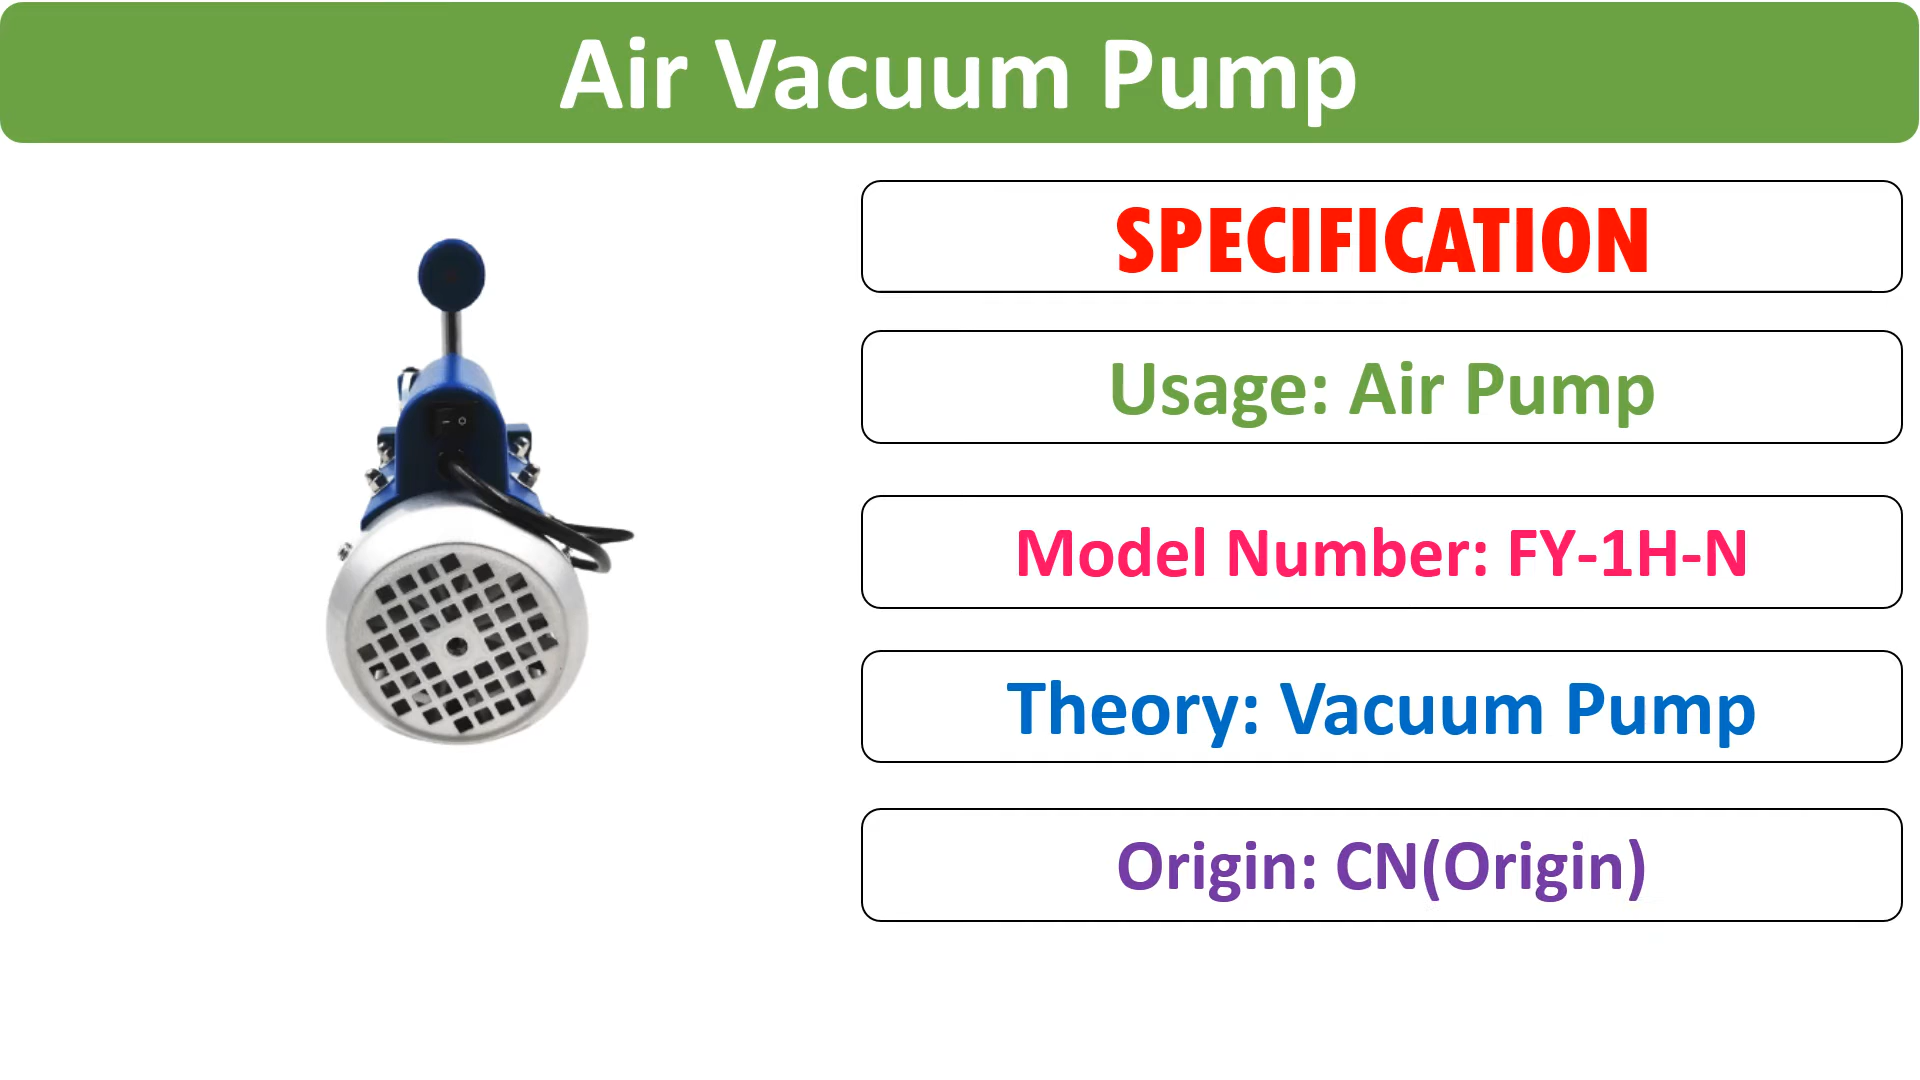 Air Vacuum Pump
SPECIFICATION
Usage: Air Pump
Model Number: FY-1H-N
Theory: Vacuum Pump
Origin: CN(Origin)